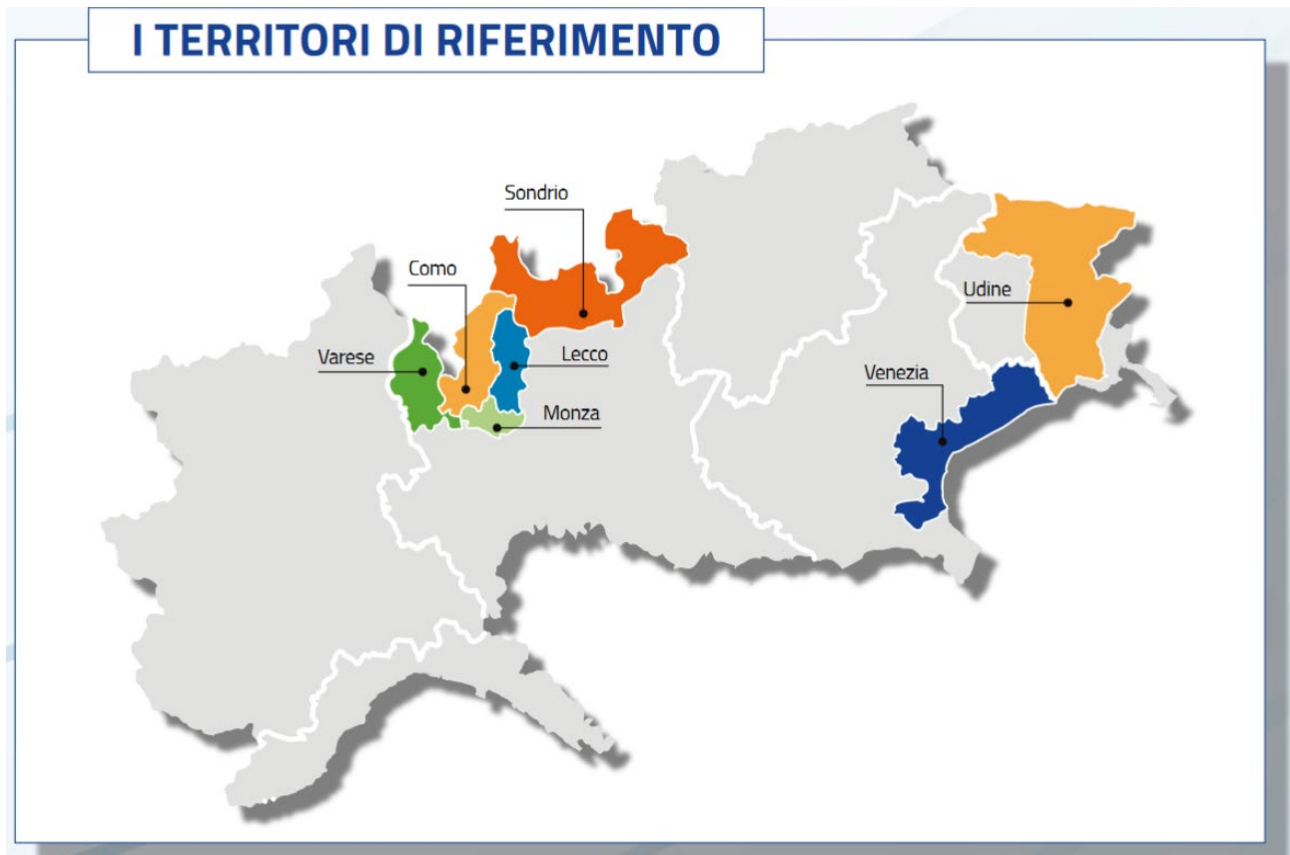 I TERRITORI DI RIFERIMENTO
Sondrio
Como
Udine
Varese
Lecco
Venezia
Monza